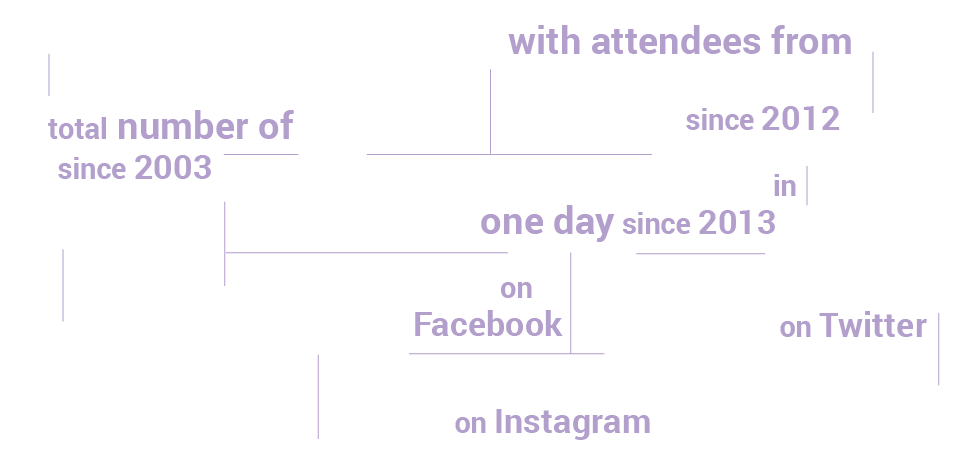 with attendees from
total number of
since 2003
since 2012
in
one day since 2013
on
Facebook
on Twitter
on Instagram